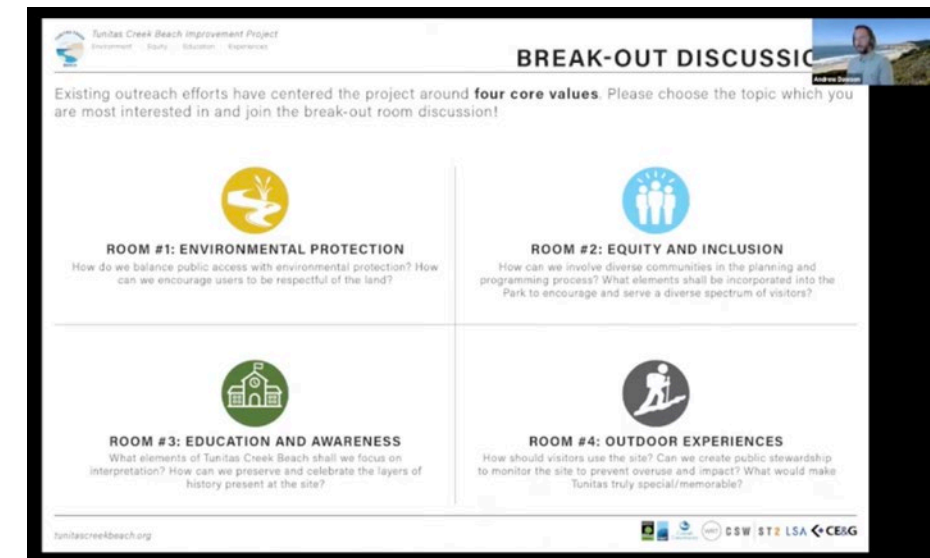 Tunitas Creek Beach Improvement Project
Environment Equity Education Experiences
BREAK-OUT DISCUSSIO
Andrew Dawson
Existing outreach efforts have centered the project around four core values. Please choose the topic which you
are most interested in and join the break-out room discussion!
ROOM #1: ENVIRONMENTAL PROTECTION
How do we balance public access with environmental protection? How
can we encourage users to be respectful of the land?
ROOM #2: EQUITY AND INCLUSION
How can we involve diverse communities in the planning and
programming process? What elements shall be incorporated into the
Park to encourage and serve a diverse spectrum of visitors?
ROOM #3: EDUCATION AND AWARENESS
What elements of Tunitas Creek Beach shall we focus on
interpretation? How can we preserve and celebrate the layers of
history present at the site?
ROOM #4: OUTDOOR EXPERIENCES
How should visitors use the site? Can we create public stewardship
to monitor the site to prevent overuse and impact? What would make
Tunitas truly special/memorable?
tunitascreekbeach.org
GSW ST2 LSA CE&G